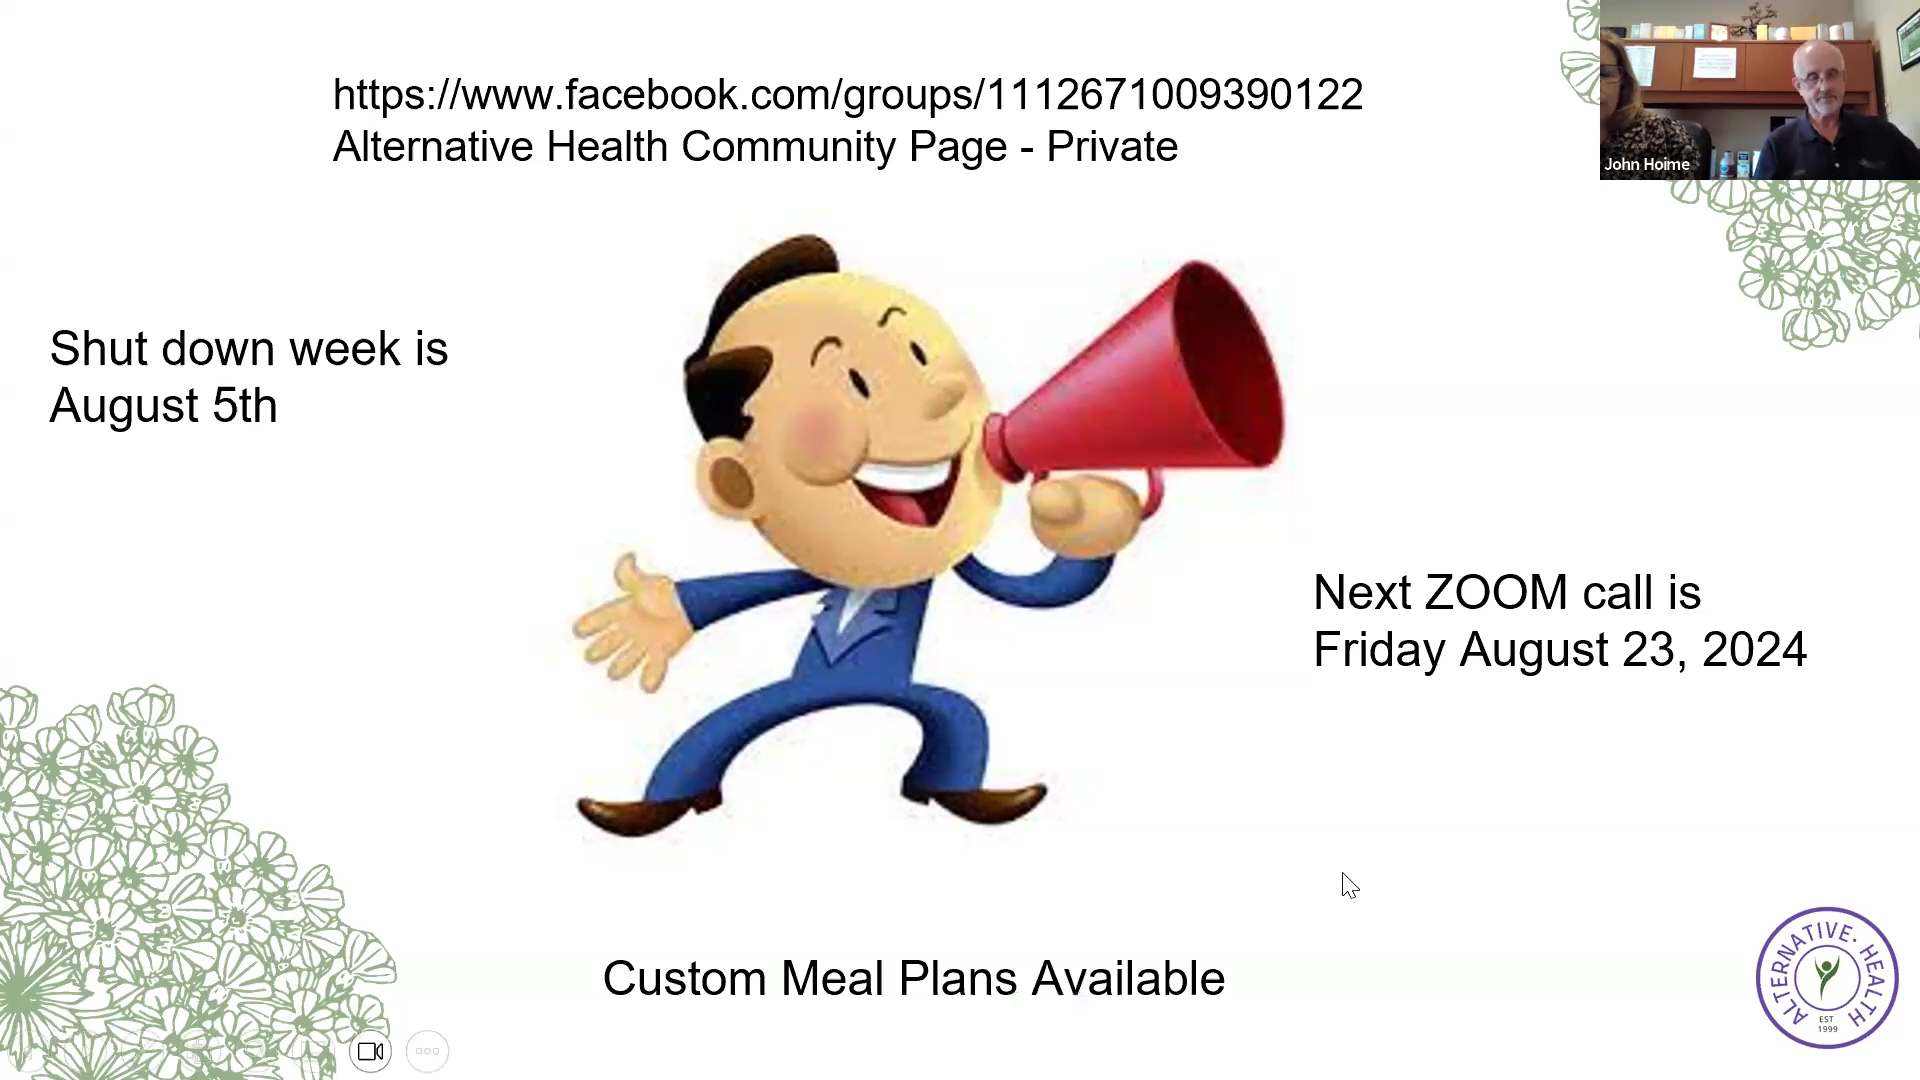 https://www.facebook.com/groups/1112671009390122
Alternative Health Community Page - Private
John Hoime
Shut down week is
August 5th
Next ZOOM call is
Friday August 23, 2024
Custom Meal Plans Available
ALTERNATIVE · HEALTH
EST
1999